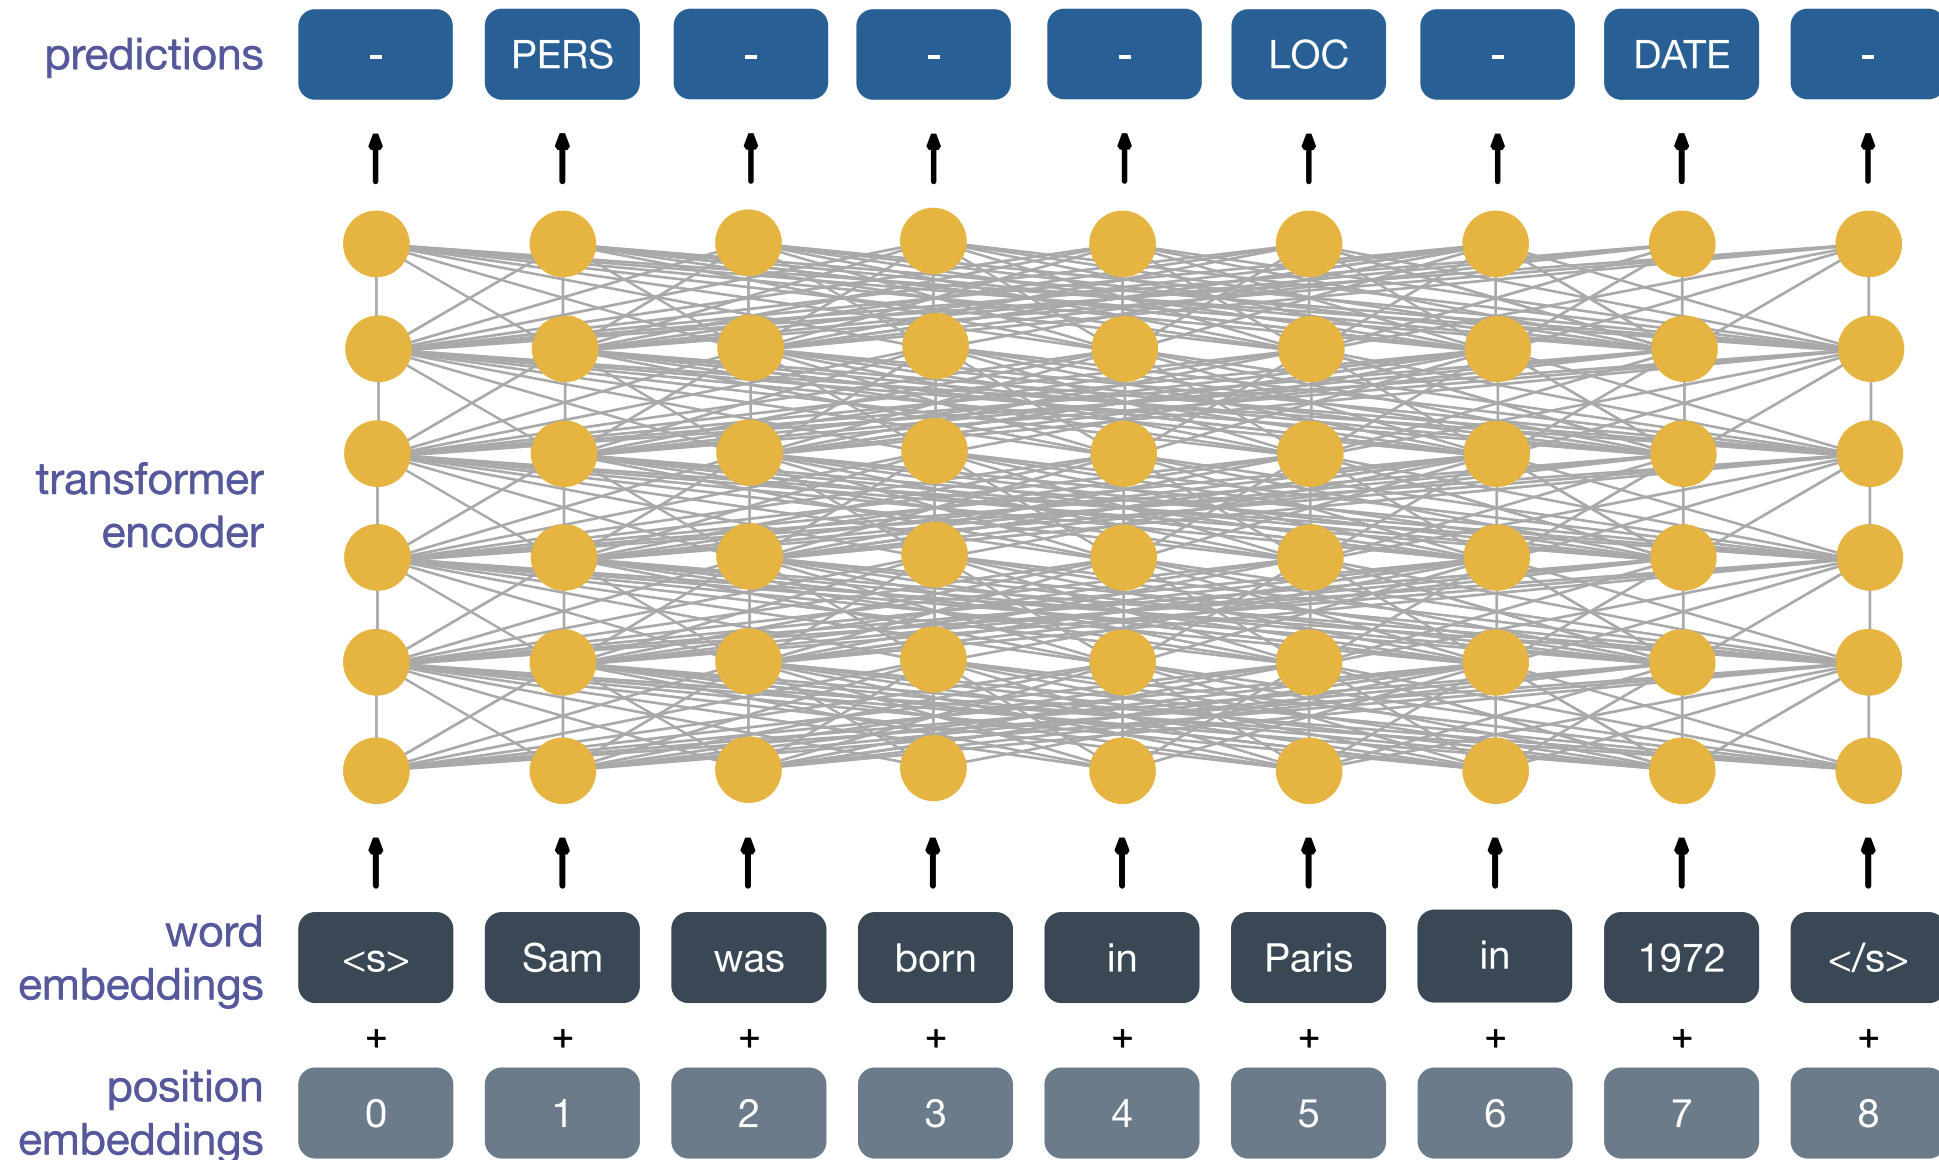 predictions - PERS - - - LOC - DATE -
transformer
encoder
word
embeddings
<s> Sam was born in Paris in 1972 </s>
+ + + + + + + + +
position
embeddings
0 1 2 3 4 5 6 7 8